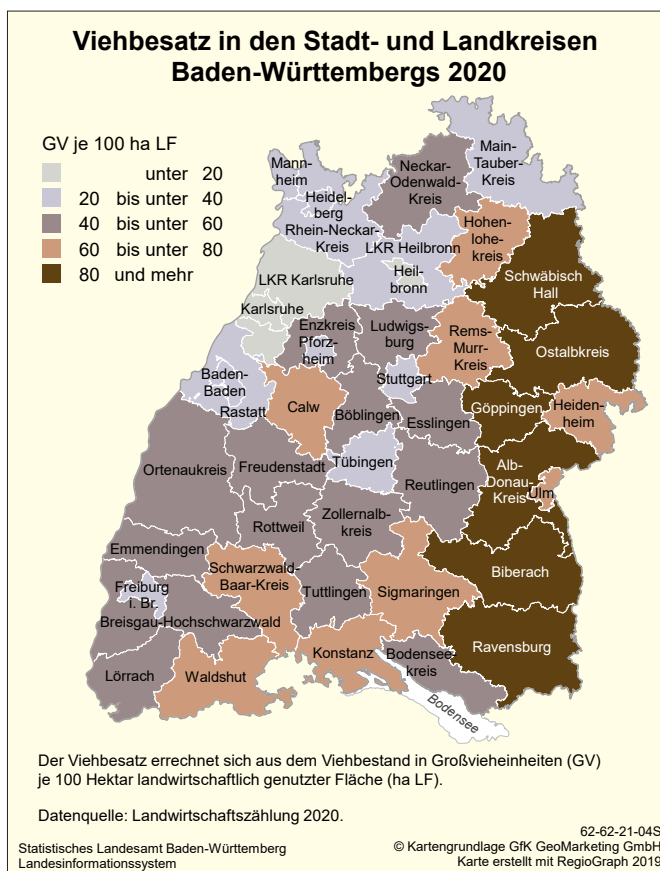 Viehbesatz in den Stadt- und Landkreisen
Baden-Württembergs 2020
GV je 100 ha LF
unter 20
20 bis unter 40
40 bis unter 60
60 bis unter 80
80 und mehr
Main-
Tauber-
Kreis
Mann-
heim
Neckar-
Odenwald-
Kreis
Heidel-
berg
Rhein-Neckar-
Kreis
Hohen-
lohe-
kreis
LKR Heilbronn
Heil-
bronn
LKR Karlsruhe
Schwäbisch
Hall
Karlsruhe
Enzkreis
Pforz-
heim
Ludwigs-
burg
Rems-
Murr-
Kreis
Ostalbkreis
Baden-
Baden
Rastatt
Calw
Stuttgart
Böblingen
Esslingen
Göppingen
Heiden-
heim
Ortenaukreis
Freudenstadt
Tübingen
Reutlingen
Alb-
Donau-
Kreis
Ulm
Rottweil
Zollernalb-
kreis
Emmendingen
Schwarzwald-
Baar-Kreis
Tuttlingen
Sigmaringen
Biberach
Freiburg
i. Br.
Breisgau-Hochschwarzwald
Lörrach
Waldshut
Konstanz
Bodensee-
kreis
Ravensburg
Bodensee
Der Viehbesatz errechnet sich aus dem Viehbestand in Großvieheinheiten (GV)
je 100 Hektar landwirtschaftlich genutzter Fläche (ha LF).
Datenquelle: Landwirtschaftszählung 2020.
62-62-21-04S
Statistisches Landesamt Baden-Württemberg
Landesinformationssystem
© Kartengrundlage GfK GeoMarketing GmbH
Karte erstellt mit RegioGraph 2019